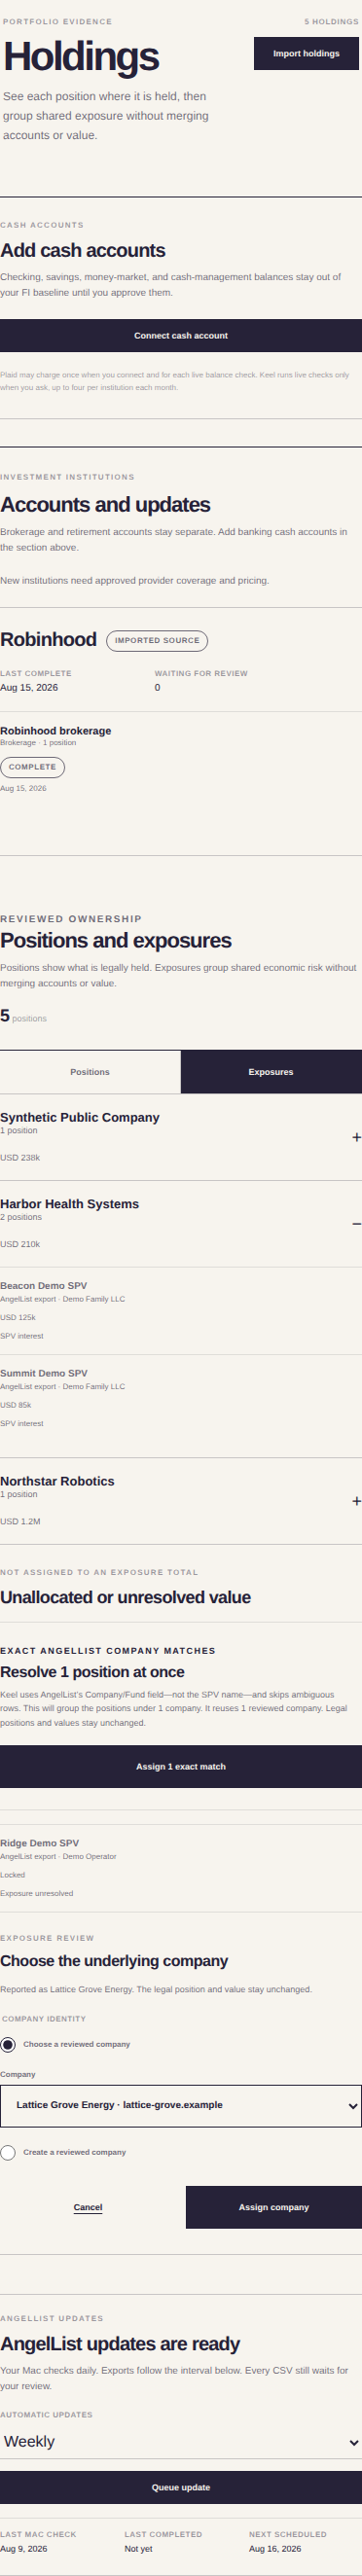 PORTFOLIO EVIDENCE
5 HOLDINGS
Holdings
Import holdings
See each position where it is held, then
group shared exposure without merging
accounts or value.
CASH ACCOUNTS
Add cash accounts
Checking, savings, money-market, and cash-management balances stay out of
your FI baseline until you approve them.
Connect cash account
Plaid may charge once when you connect and for each live balance check. Keel runs live checks only
when you ask, up to four per institution each month.
INVESTMENT INSTITUTIONS
Accounts and updates
Brokerage and retirement accounts stay separate. Add banking cash accounts in
the section above.
New institutions need approved provider coverage and pricing.
Robinhood
IMPORTED SOURCE
LAST COMPLETE
WAITING FOR REVIEW
Aug 15, 2026
0
Robinhood brokerage
Brokerage · 1 position
COMPLETE
Aug 15, 2026
REVIEWED OWNERSHIP
Positions and exposures
Positions show what is legally held. Exposures group shared economic risk without
merging accounts or value.
5 positions
Positions
Exposures
Synthetic Public Company
1 position
+
USD 238k
Harbor Health Systems
2 positions
−
USD 210k
Beacon Demo SPV
AngelList export · Demo Family LLC
USD 125k
SPV interest
Summit Demo SPV
AngelList export · Demo Family LLC
USD 85k
SPV interest
Northstar Robotics
1 position
+
USD 1.2M
NOT ASSIGNED TO AN EXPOSURE TOTAL
Unallocated or unresolved value
EXACT ANGELLIST COMPANY MATCHES
Resolve 1 position at once
Keel uses AngelList's Company/Fund field—not the SPV name—and skips ambiguous
rows. This will group the positions under 1 company. It reuses 1 reviewed company. Legal
positions and values stay unchanged.
Assign 1 exact match
Ridge Demo SPV
AngelList export · Demo Operator
Locked
Exposure unresolved
EXPOSURE REVIEW
Choose the underlying company
Reported as Lattice Grove Energy. The legal position and value stay unchanged.
COMPANY IDENTITY
Choose a reviewed company
Company
Lattice Grove Energy · lattice-grove.example
Create a reviewed company
Cancel
Assign company
ANGELLIST UPDATES
AngelList updates are ready
Your Mac checks daily. Exports follow the interval below. Every CSV still waits for
your review.
AUTOMATIC UPDATES
Weekly
Queue update
LAST MAC CHECK
LAST COMPLETED
NEXT SCHEDULED
Aug 9, 2026
Not yet
Aug 16, 2026